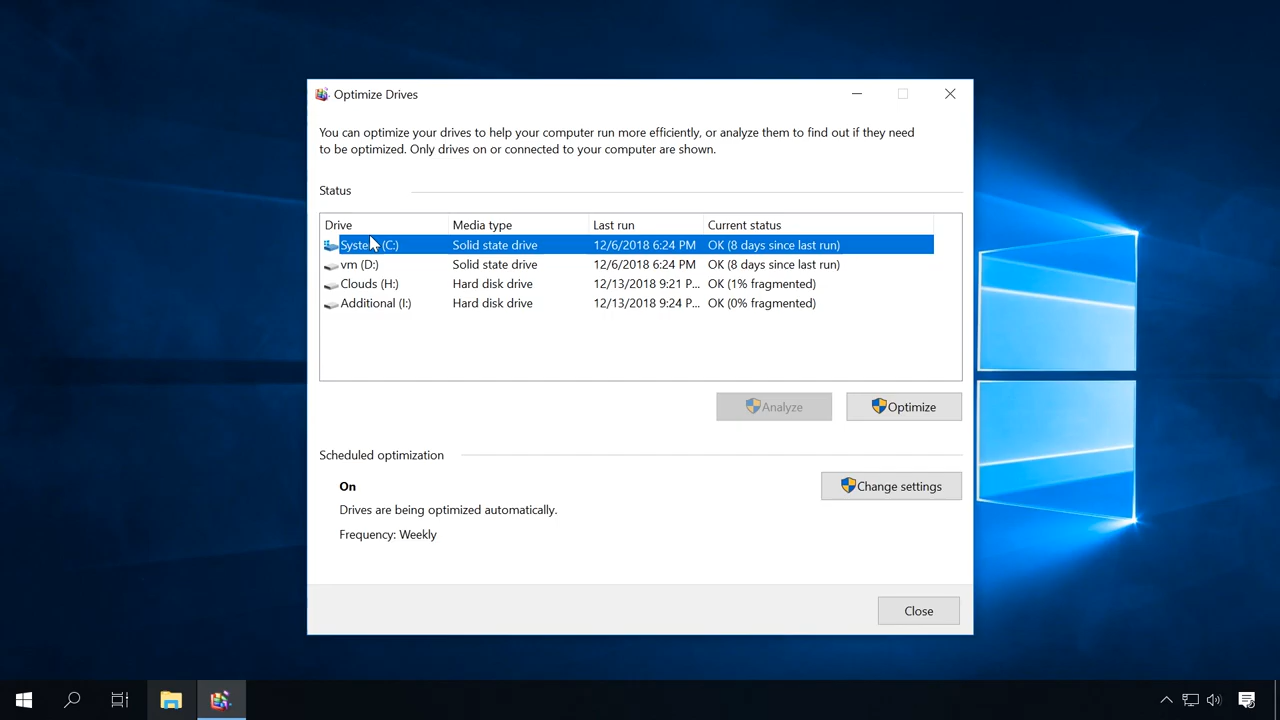 Optimize Drives
You can optimize your drives to help your computer run more efficiently, or analyze them to find out if they need
to be optimized. Only drives on or connected to your computer are shown.
Status
Drive Media type Last run Current status
System (C:) Solid state drive 12/6/2018 6:24 PM OK (8 days since last run)
vm (D:) Solid state drive 12/6/2018 6:24 PM OK (8 days since last run)
Clouds (H:) Hard disk drive 12/13/2018 9:21 P... OK (1% fragmented)
Additional (I:) Hard disk drive 12/13/2018 9:24 P... OK (0% fragmented)
Analyze Optimize
Scheduled optimization
On Change settings
Drives are being optimized automatically.
Frequency: Weekly
Close